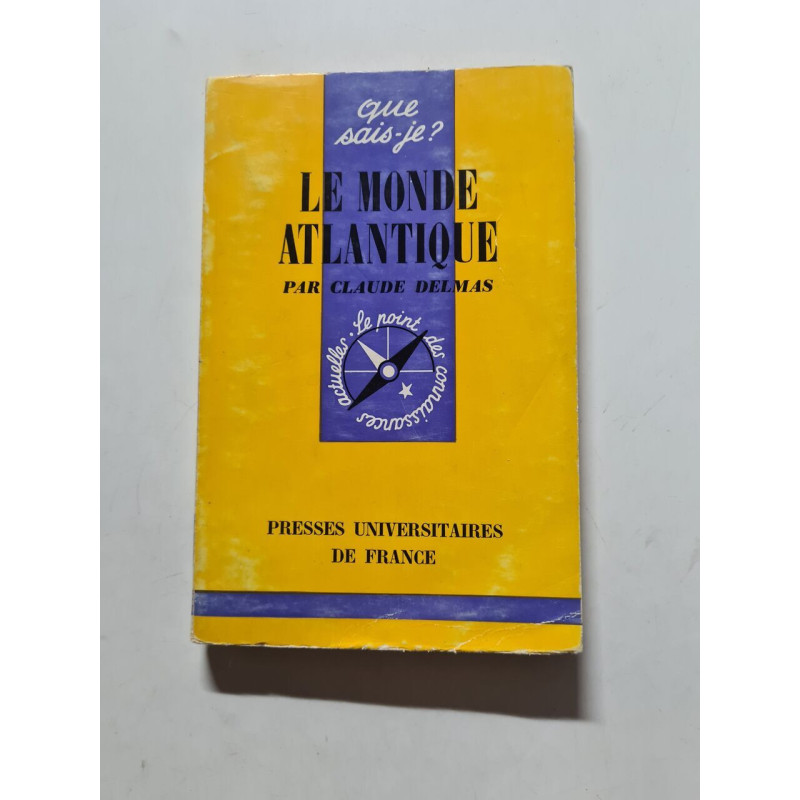 que
sais-je?
LE MONDE
ATLANTIQUE
PAR CLAUDE DELMAS
Le point des connaissances actuelles.
PRESSES UNIVERSITAIRES
DE FRANCE